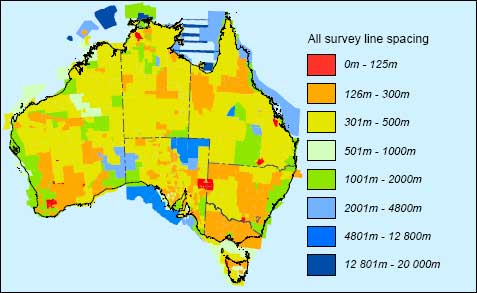 All survey line spacing
0m - 125m
126m - 300m
301m - 500m
501m - 1000m
1001m - 2000m
2001m - 4800m
4801m - 12 800m
12 801m - 20 000m